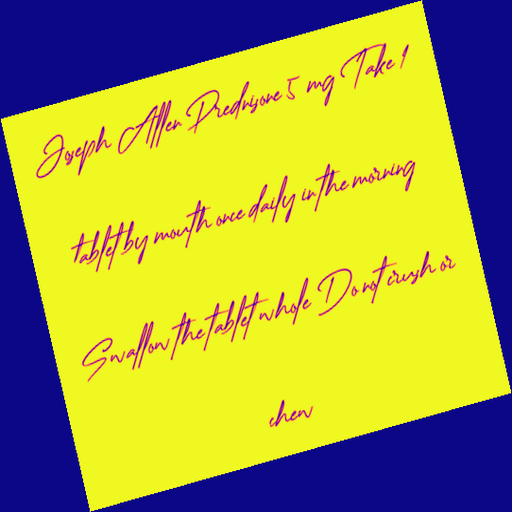 Joseph Allen Prednisone 5 mg Take 1
tablet by mouth once daily in the morning
Swallow the tablet whole Do not crush or
chew